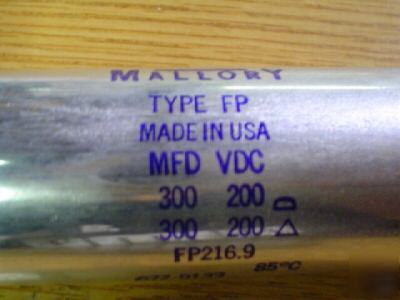 MALLORY
TYPE FP
MADE IN USA
MFD VDC
300 200 D
300 200 △
FP216.9
85°C